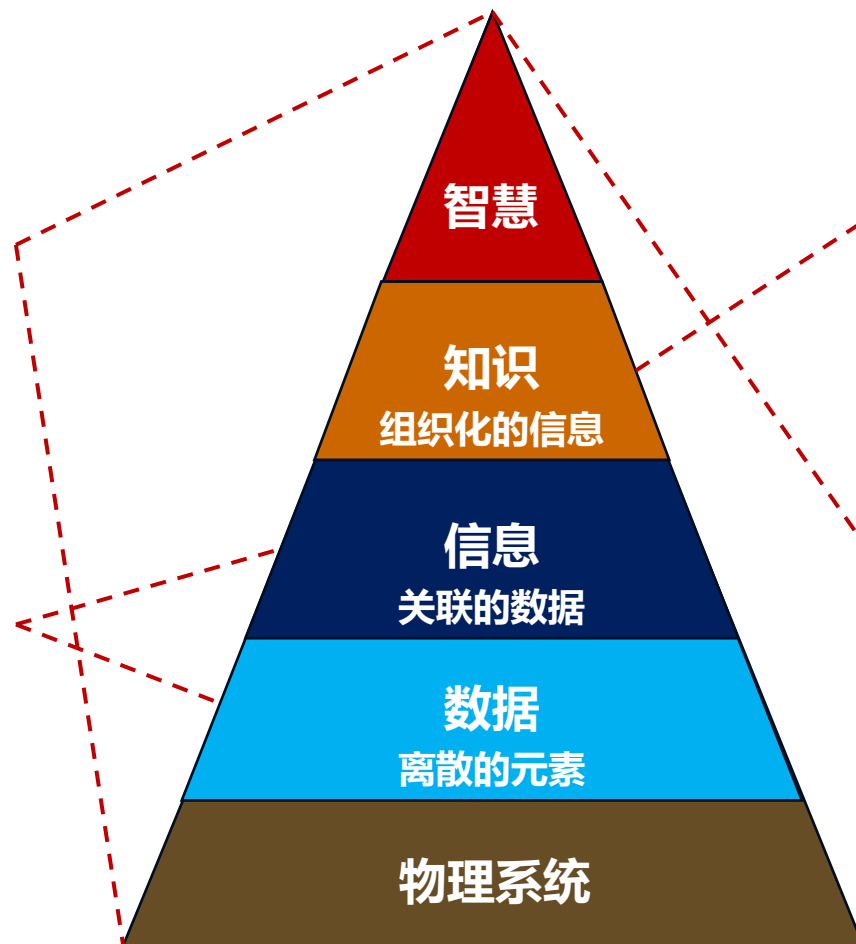 智慧
知识
组织化的信息
信息
关联的数据
数据
离散的元素
物理系统